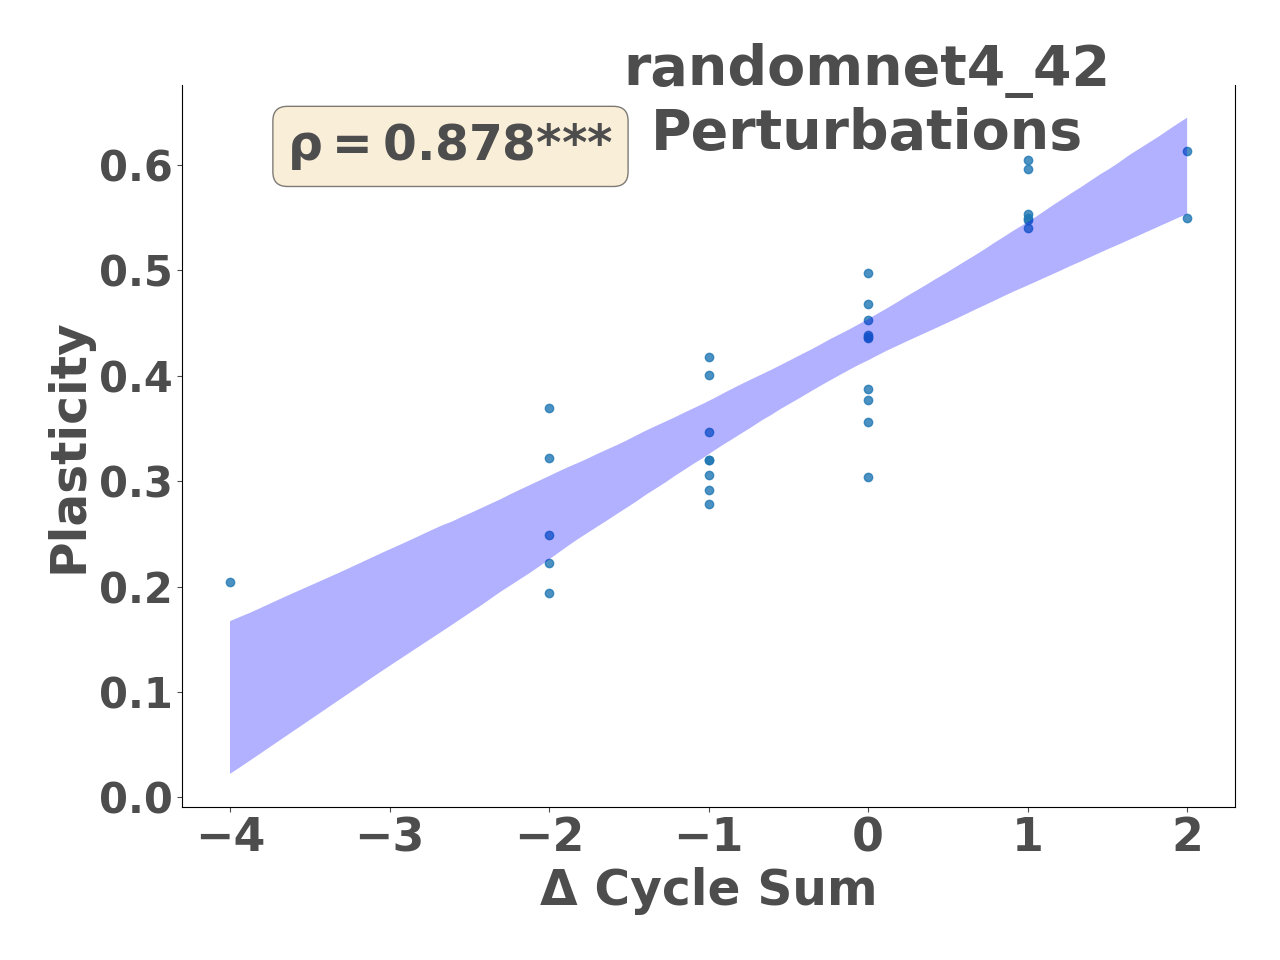 randomnet4_42
Perturbations
ρ = 0.878***
0.6
0.5
0.4
0.3
0.2
0.1
0.0
Plasticity
−4 −3 −2 −1 0 1 2
Δ Cycle Sum